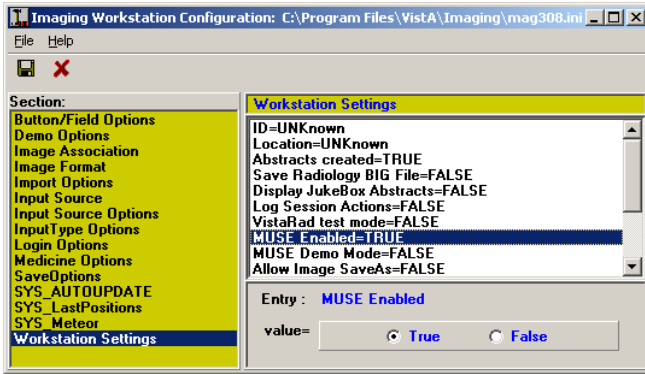 Imaging Workstation Configuration: C:\Program Files\VistA\Imaging\mag308.ini
File Help
Section:
Button/Field Options
Demo Options
Image Association
Image Format
Import Options
Input Source
Input Source Options
InputType Options
Login Options
Medicine Options
SaveOptions
SYS_AUTOUPDATE
SYS_LastPositions
SYS_Meteor
Workstation Settings
Workstation Settings
ID=UNKnown
Location=UNKnown
Abstracts created=TRUE
Save Radiology BIG File=FALSE
Display JukeBox Abstracts=FALSE
Log Session Actions=FALSE
VistaRad test mode=FALSE
MUSE Enabled=TRUE
MUSE Demo Mode=FALSE
Allow Image SaveAs=FALSE
Entry : MUSE Enabled
value= True False